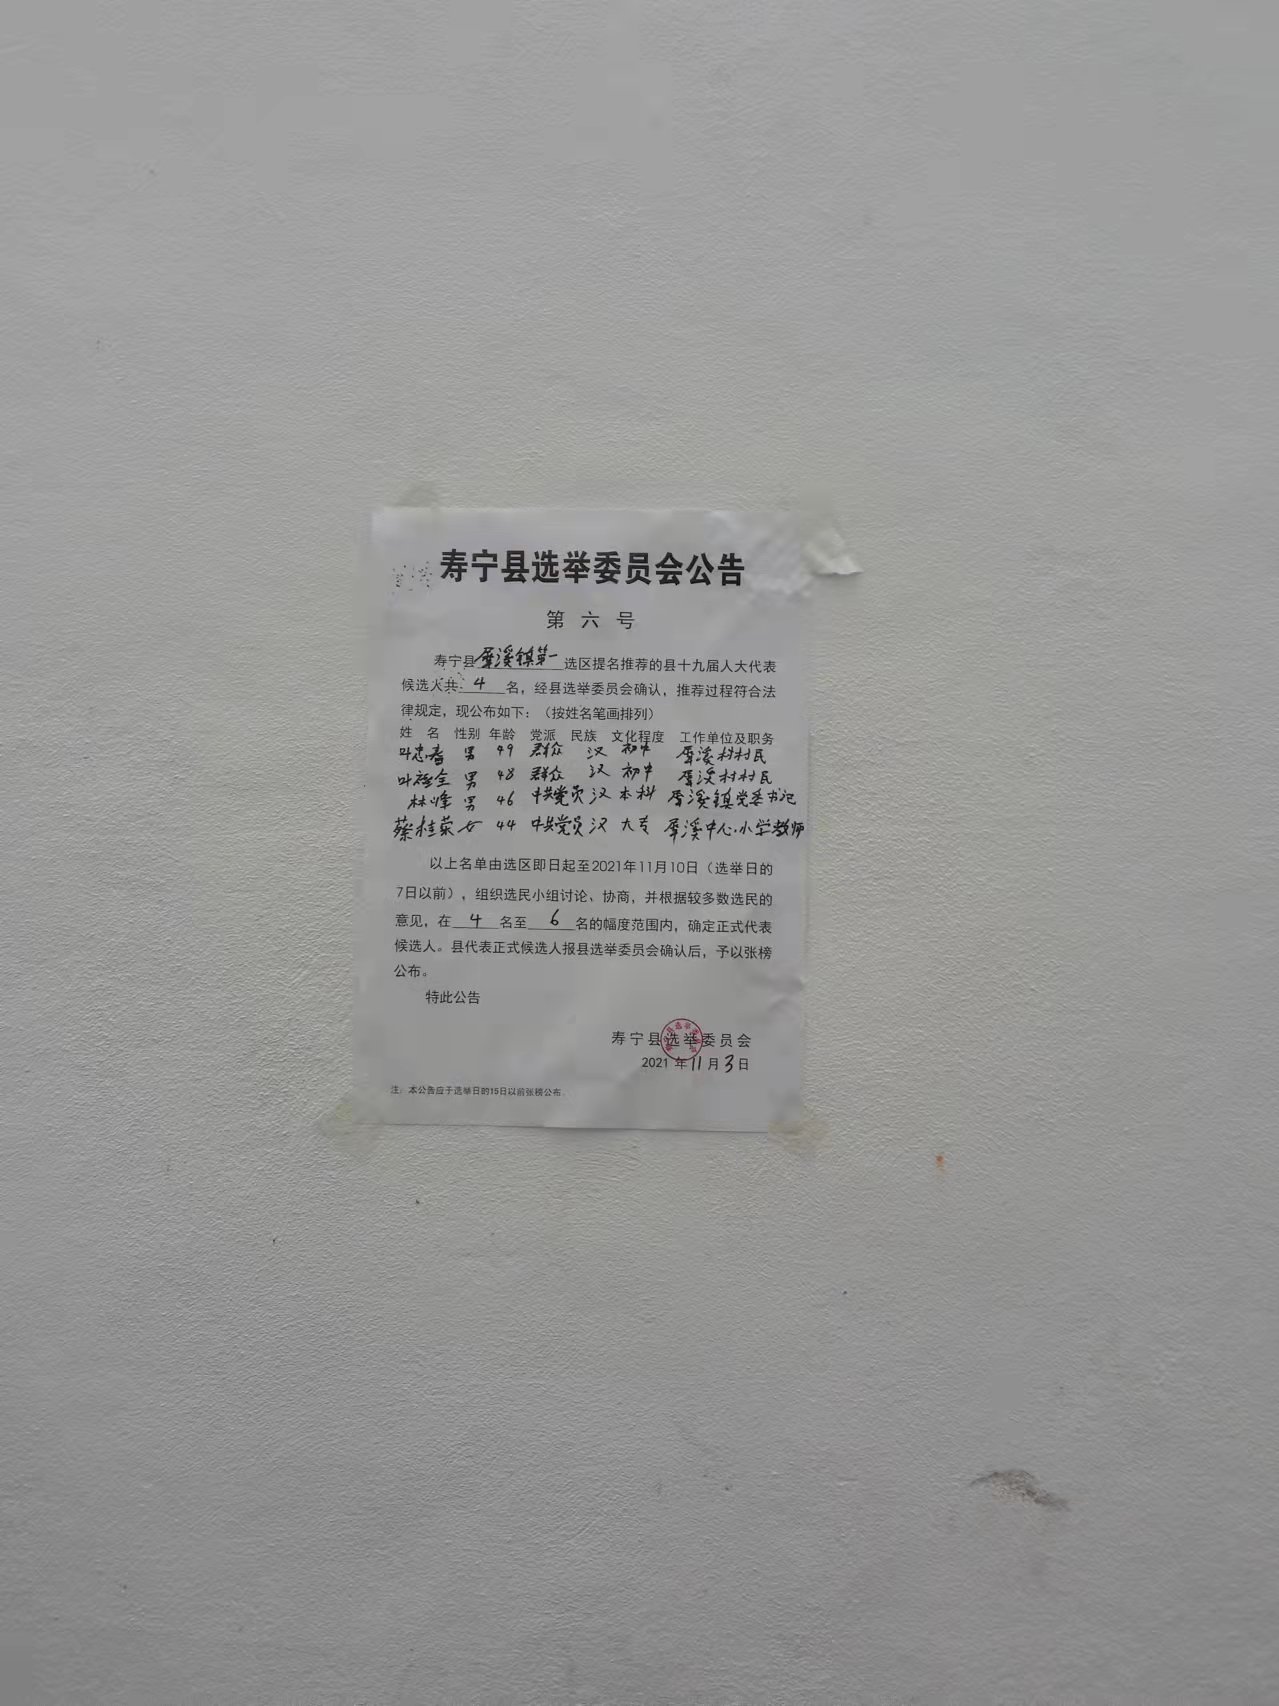 寿宁县选举委员会公告
第六号
寿宁县犀溪镇第一选区提名推荐的县十九届人大代表
候选人共4名，经县选举委员会确认，推荐过程符合法
律规定，现公布如下：（按姓名笔画排列）
姓 名 性别 年龄 党派 民族 文化程度 工作单位及职务
叶忠春 男 49 群众 汉 初中 犀溪村村民
叶 全 男 48 群众 汉 初中 犀溪村村民
林峰 男 46 中共党员 汉 本科 犀溪镇党委书记
蔡桂荣 女 44 中共党员 汉 大专 犀溪中心小学教师
以上名单由选区即日起至2021年11月10日（选举日的
7日以前），组织选民小组讨论、协商，并根据较多数选民的
意见，在4名至6名的幅度范围内，确定正式代表
候选人。县代表正式候选人报县选举委员会确认后，予以张榜
公布。
特此公告
寿宁县选举委员会
2021年11月3日
注：本公告应于选举日的15日以前张榜公布。